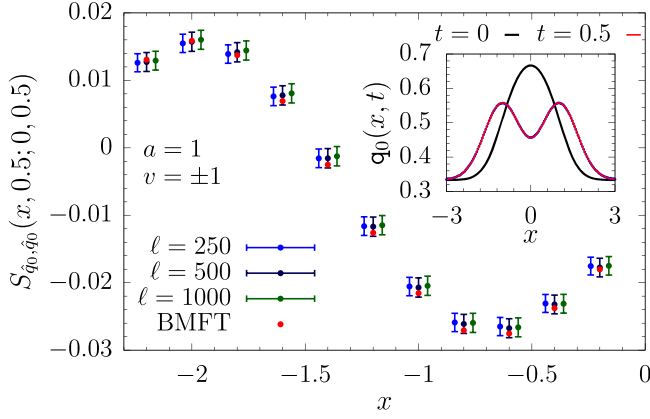 t = 0 t = 0.5
0.02
0.01
0
−0.01
−0.02
−0.03
S_{q̂0,q̂0}(x, 0.5; 0, 0.5)
a = 1
v = ±1
ℓ = 250
ℓ = 500
ℓ = 1000
BMFT
−2 −1.5 −1 −0.5 0
x
q0(x, t)
0.7
0.6
0.5
0.4
0.3
−3 0 3
x